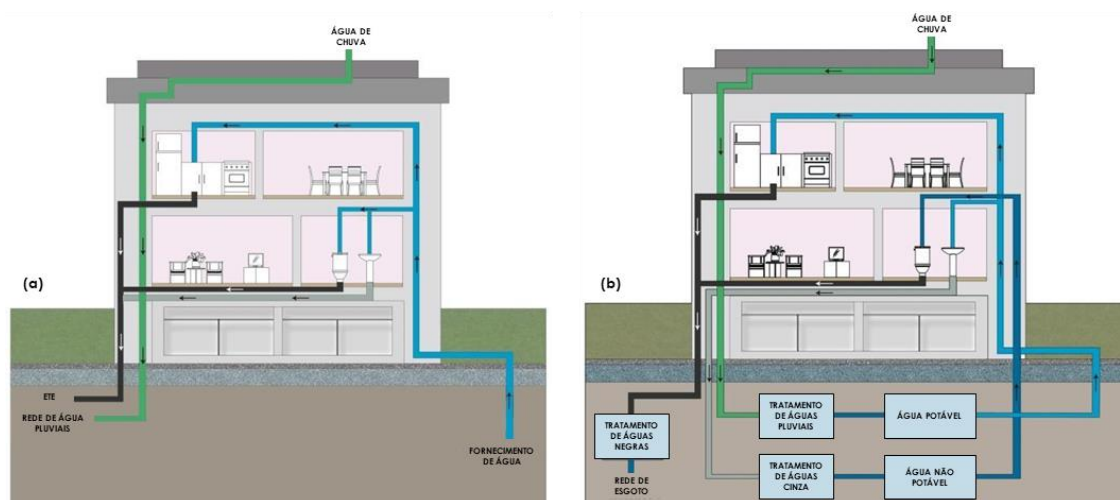 ÁGUA DE
CHUVA
(a)
ETE
REDE DE ÁGUA
PLUVIAIS
FORNECIMENTO
DE ÁGUA
ÁGUA DE
CHUVA
(b)
TRATAMENTO
DE ÁGUAS
NEGRAS
REDE DE
ESGOTO
TRATAMENTO
DE ÁGUAS
PLUVIAIS
ÁGUA POTÁVEL
TRATAMENTO
DE ÁGUAS
CINZA
ÁGUA NÃO
POTÁVEL